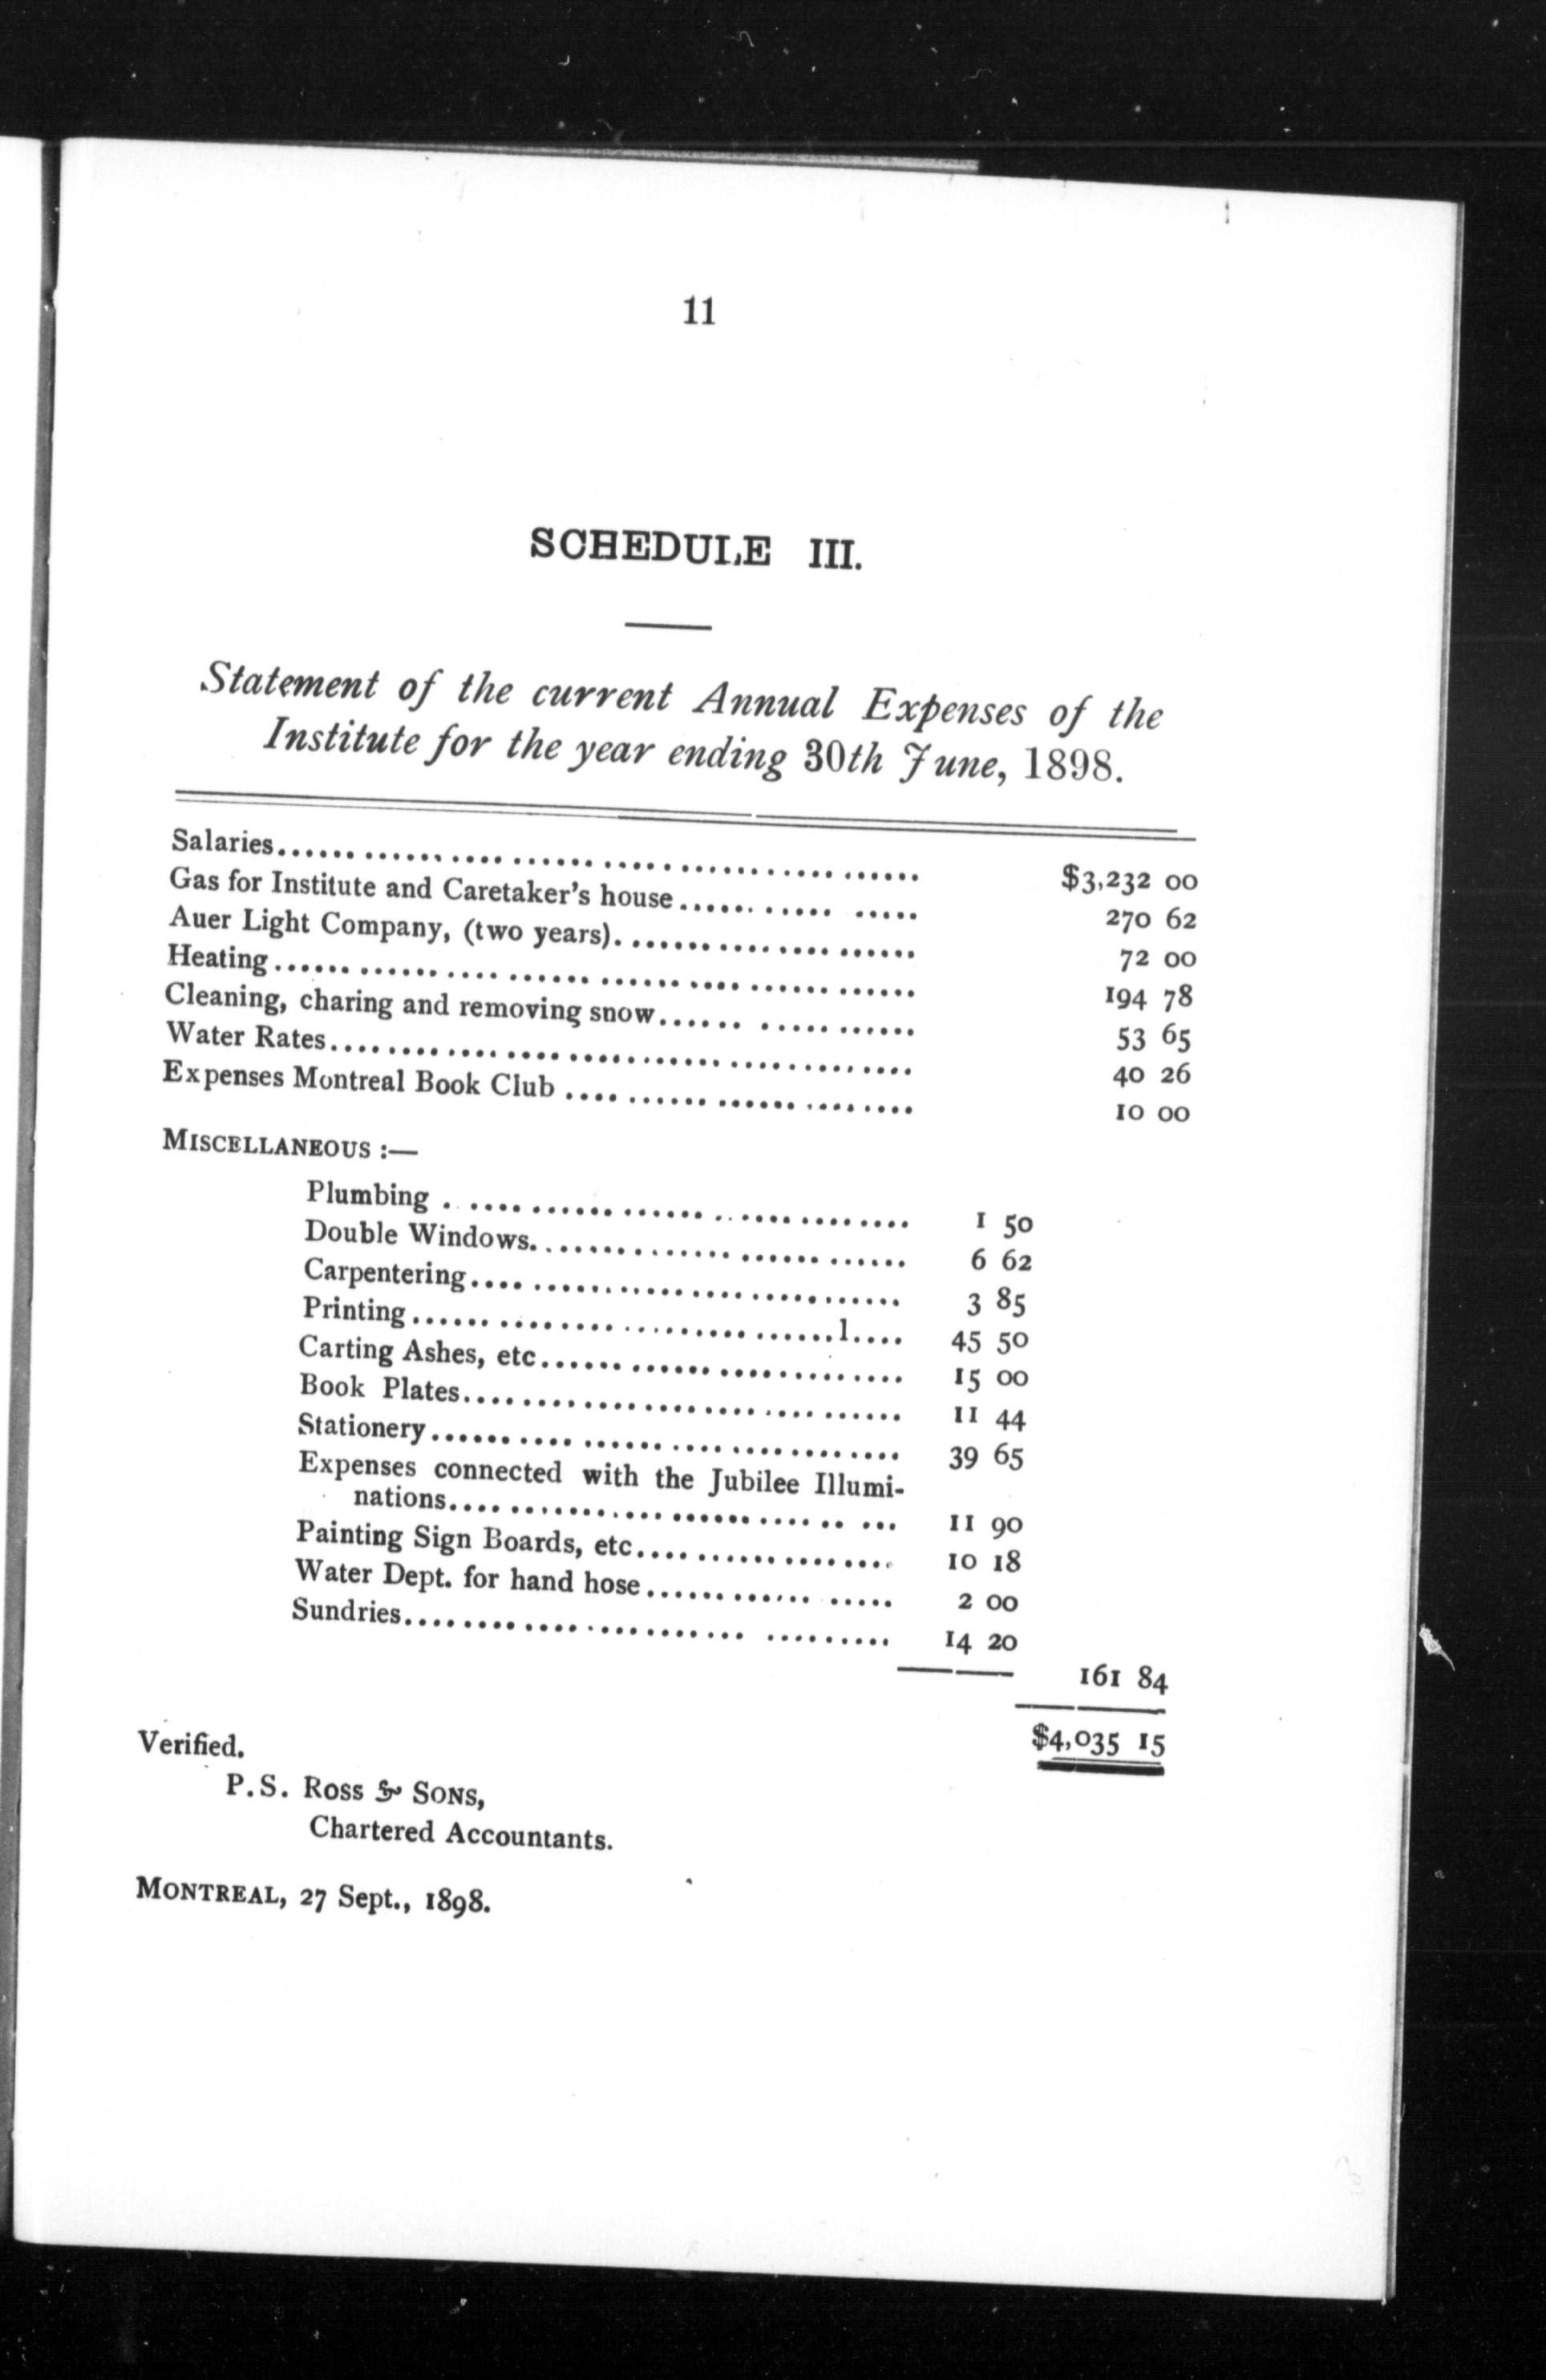 11
SCHEDULE III.
Statement of the current Annual Expenses of the
Institute for the year ending 30th June, 1898.
Salaries........................................ $3,232 00
Gas for Institute and Caretaker's house................ 270 62
Auer Light Company, (two years)..................... 72 00
Heating........................................ 194 78
Cleaning, charing and removing snow................. 53 65
Water Rates........................................ 40 26
Expenses Montreal Book Club ...................... 10 00
MISCELLANEOUS :—
Plumbing .............................. 1 50
Double Windows......................... 6 62
Carpentering............................ 3 85
Printing..............................1.... 45 50
Carting Ashes, etc........................ 15 00
Book Plates............................. 11 44
Stationery.............................. 39 65
Expenses connected with the Jubilee Illumi-
nations............................. 11 90
Painting Sign Boards, etc................. 10 18
Water Dept. for hand hose................ 2 00
Sundries............................... 14 20
161 84
$4,035 15
Verified.
P. S. ROSS & SONS,
Chartered Accountants.
MONTREAL, 27 Sept., 1898.